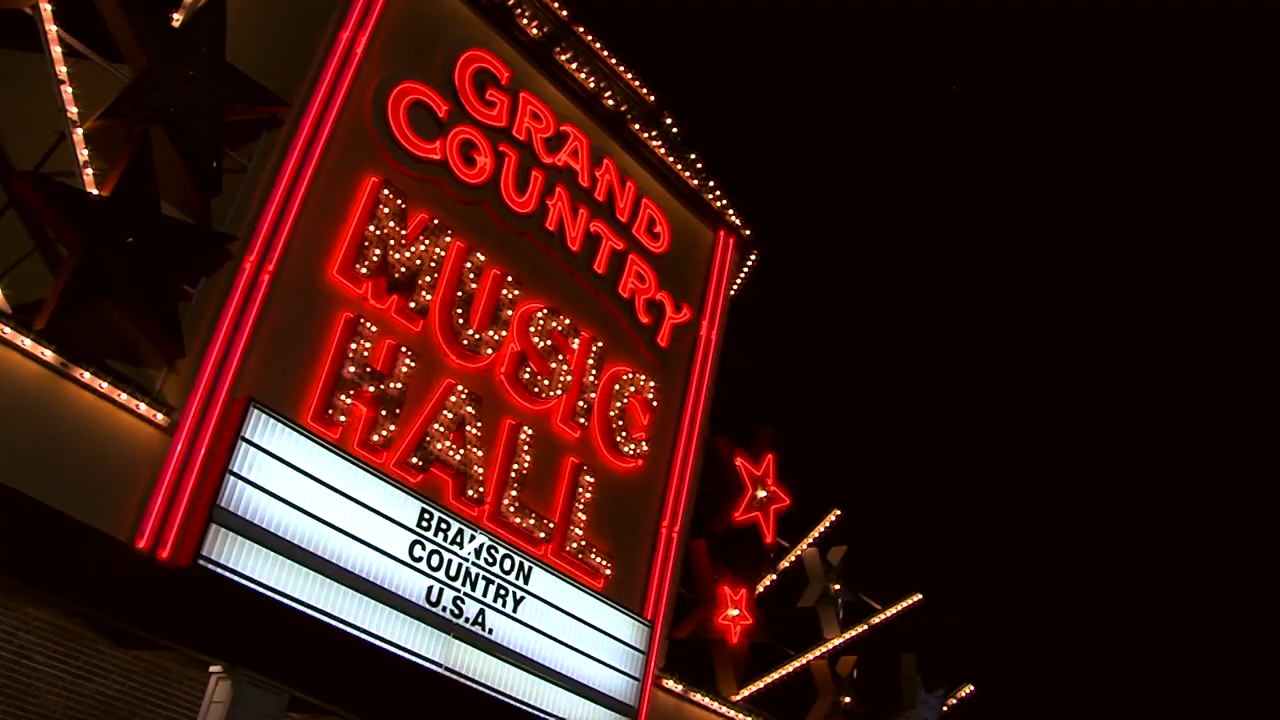 GRAND
COUNTRY
MUSIC
HALL
BRANSON
COUNTRY
U.S.A.